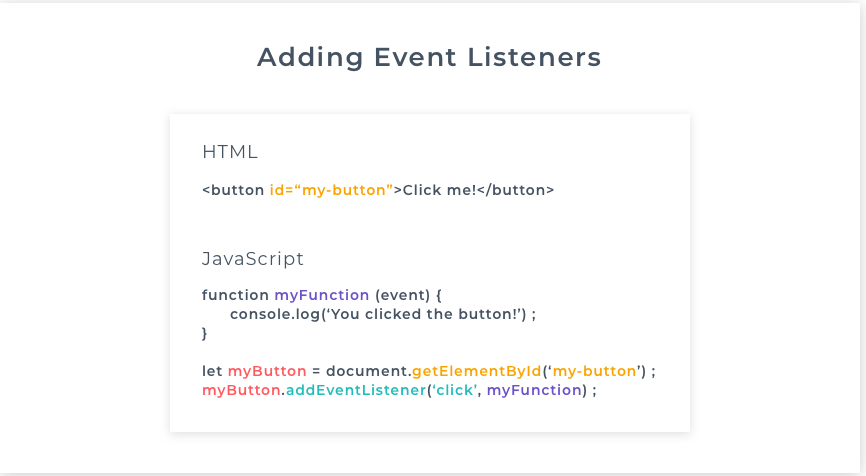 Adding Event Listeners
HTML
<button id=“my-button”>Click me!</button>
JavaScript
function myFunction (event) {
console.log(‘You clicked the button!’) ;
}
let myButton = document.getElementById(‘my-button’) ;
myButton.addEventListener(‘click’, myFunction) ;